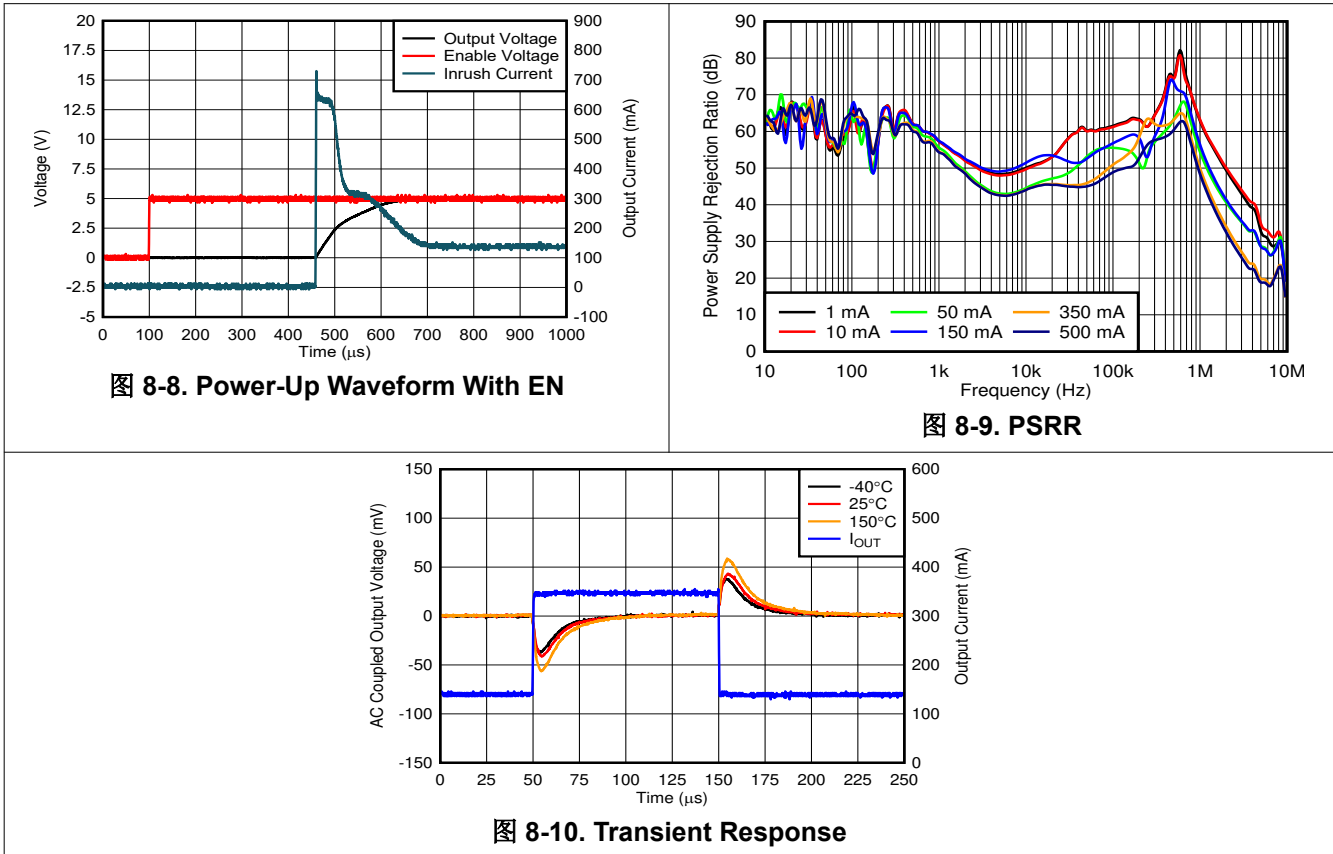 20
17.5
15
12.5
10
7.5
5
2.5
0
-2.5
-5
Voltage (V)
900
800
700
600
500
400
300
200
100
0
-100
Output Current (mA)
Output Voltage
Enable Voltage
Inrush Current
0 100 200 300 400 500 600 700 800 900 1000
Time (μs)
图 8-8. Power-Up Waveform With EN
90
80
70
60
50
40
30
20
10
0
Power Supply Rejection Ratio (dB)
1 mA 50 mA 350 mA
10 mA 150 mA 500 mA
10 100 1k 10k 100k 1M 10M
Frequency (Hz)
图 8-9. PSRR
150
100
50
0
-50
-100
-150
AC Coupled Output Voltage (mV)
600
500
400
300
200
100
0
Output Current (mA)
-40°C
25°C
150°C
IOUT
0 25 50 75 100 125 150 175 200 225 250
Time (μs)
图 8-10. Transient Response